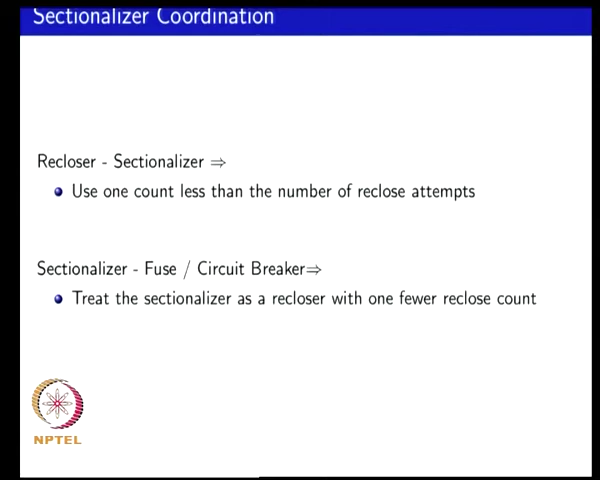 Sectionalizer Coordination
Recloser - Sectionalizer ⇒
Use one count less than the number of reclose attempts
Sectionalizer - Fuse / Circuit Breaker⇒
Treat the sectionalizer as a recloser with one fewer reclose count
NPTEL